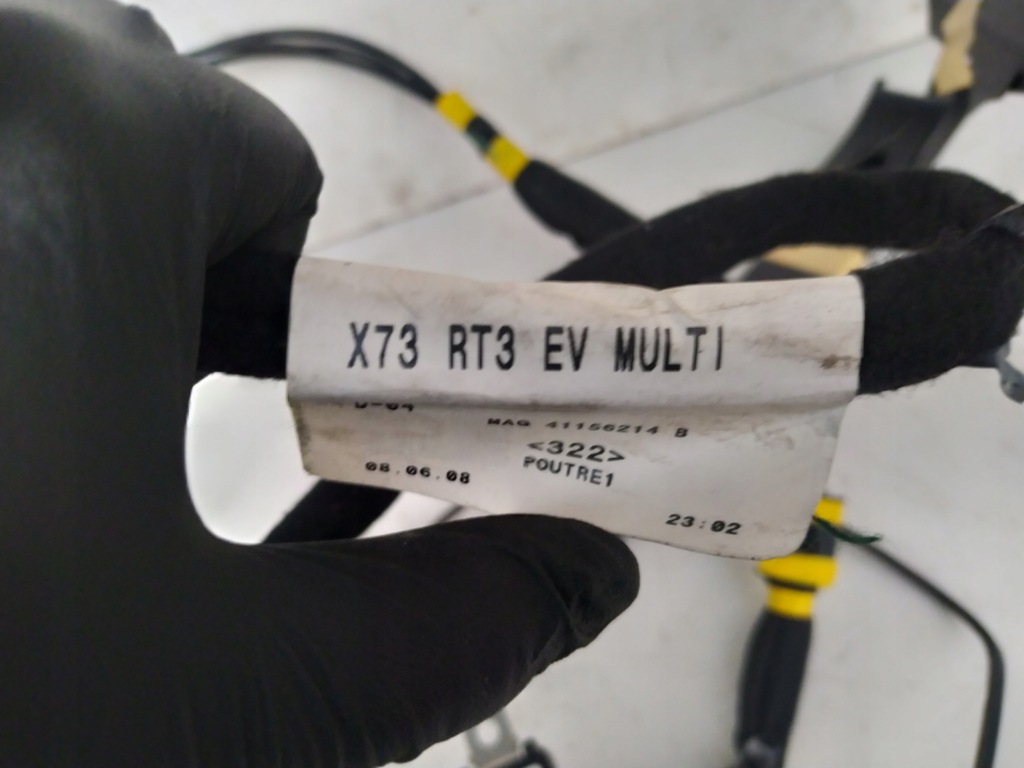 X73 RT3 EV MULTI
MAG 41156214 B
<322>
08.06.08 POUTRE1
23:02